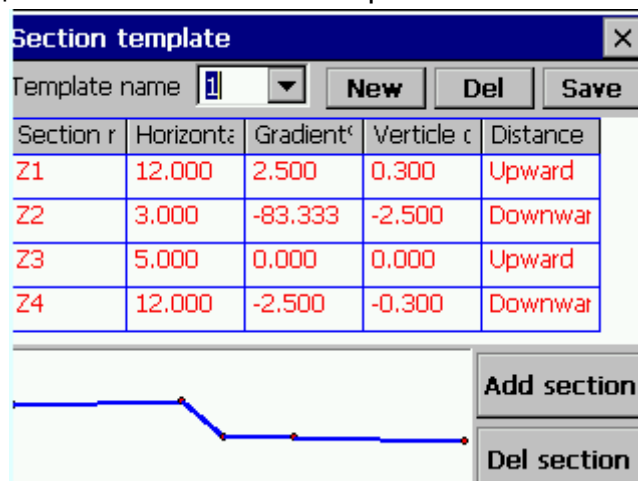 Section template
Template name 1 New Del Save
Section r Horizonta Gradient Verticle c Distance
Z1 12.000 2.500 0.300 Upward
Z2 3.000 -83.333 -2.500 Downwar
Z3 5.000 0.000 0.000 Upward
Z4 12.000 -2.500 -0.300 Downwar
Add section
Del section